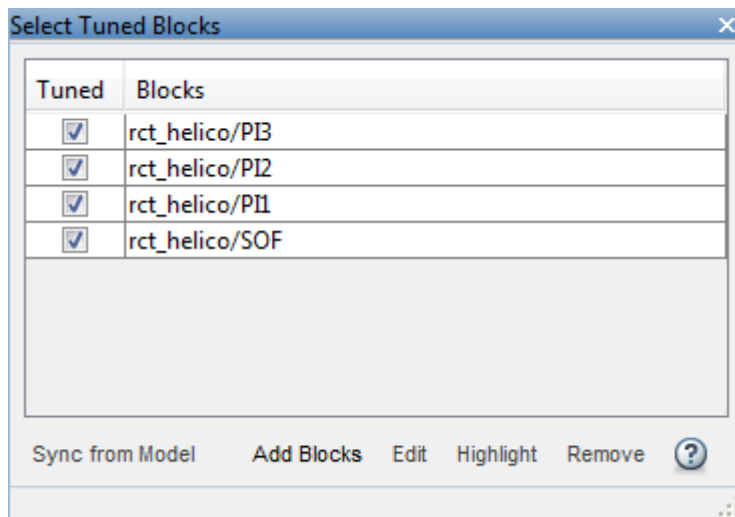 Select Tuned Blocks
Tuned Blocks
rct_helico/PI3
rct_helico/PI2
rct_helico/PI1
rct_helico/SOF
Sync from Model Add Blocks Edit Highlight Remove ?